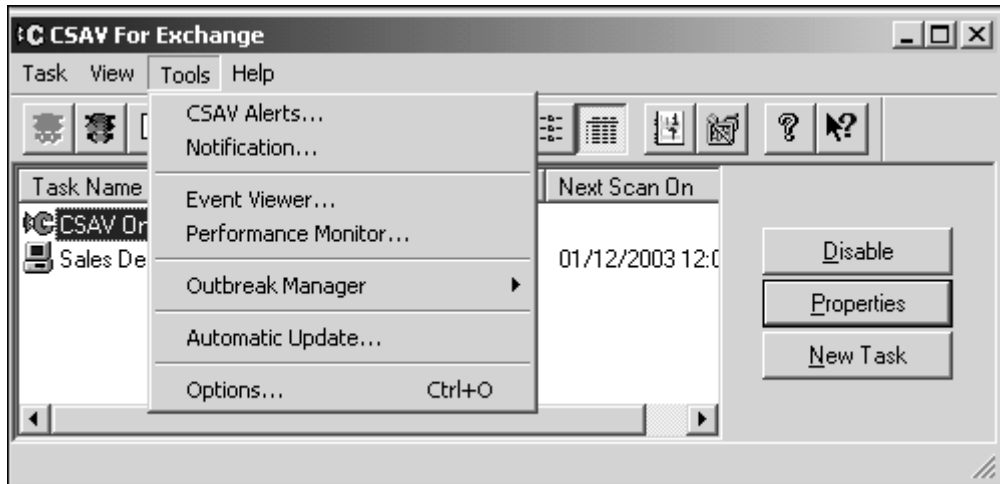 CSAV For Exchange
Task View Tools Help
CSAV Alerts...
Notification...
Event Viewer...
Performance Monitor...
Outbreak Manager
Automatic Update...
Options... Ctrl+O
Task Name Next Scan On
CSAV On
Sales De 01/12/2003 12:0
Disable
Properties
New Task